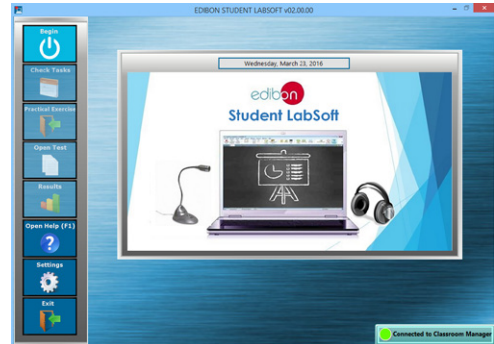 EDIBON STUDENT LABSOFT v02.00.00
Begin
Check Tasks
Practical Exercise
Open Test
Results
Open Help (F1)
Settings
Exit
Wednesday, March 23, 2016
edibon
Student LabSoft
Connected to Classroom Manager